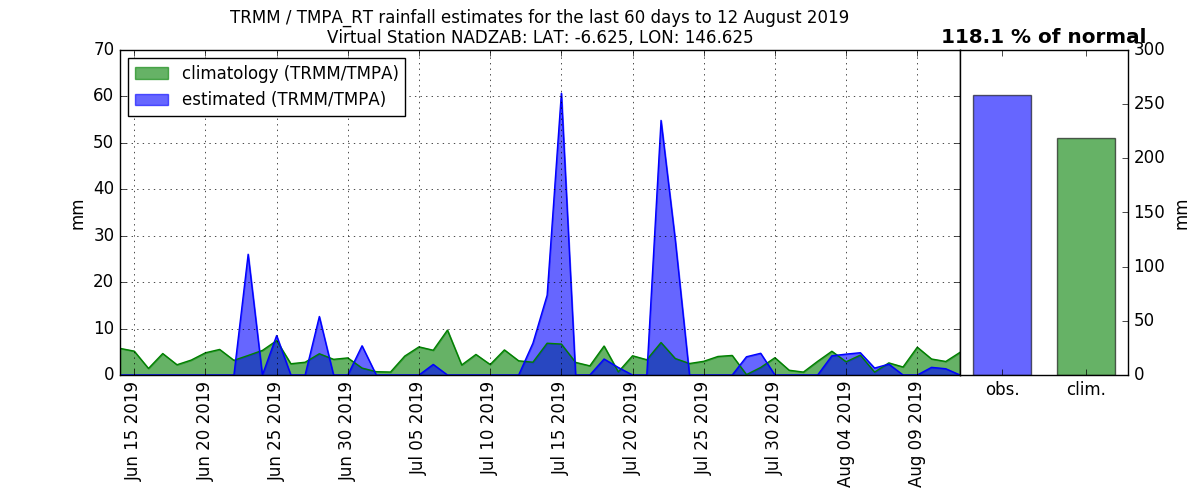 TRMM / TMPA_RT rainfall estimates for the last 60 days to 12 August 2019
Virtual Station NADZAB: LAT: -6.625, LON: 146.625
118.1 % of normal
climatology (TRMM/TMPA)
estimated (TRMM/TMPA)
70
60
50
40
30
20
10
0
mm
Jun 15 2019
Jun 20 2019
Jun 25 2019
Jun 30 2019
Jul 05 2019
Jul 10 2019
Jul 15 2019
Jul 20 2019
Jul 25 2019
Jul 30 2019
Aug 04 2019
Aug 09 2019
obs.
clim.
300
250
200
150
100
50
0
mm